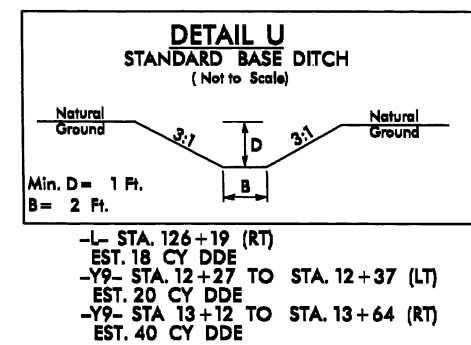 DETAIL U
STANDARD BASE DITCH
( Not to Scale)
Natural
Ground
Natural
Ground
3:1
D
3:1
B
Min. D= 1 Ft.
B= 2 Ft.
-L- STA. 126+19 (RT)
EST. 18 CY DDE
-Y9- STA. 12+27 TO STA. 12+37 (LT)
EST. 20 CY DDE
-Y9- STA 13+12 TO STA. 13+64 (RT)
EST. 40 CY DDE